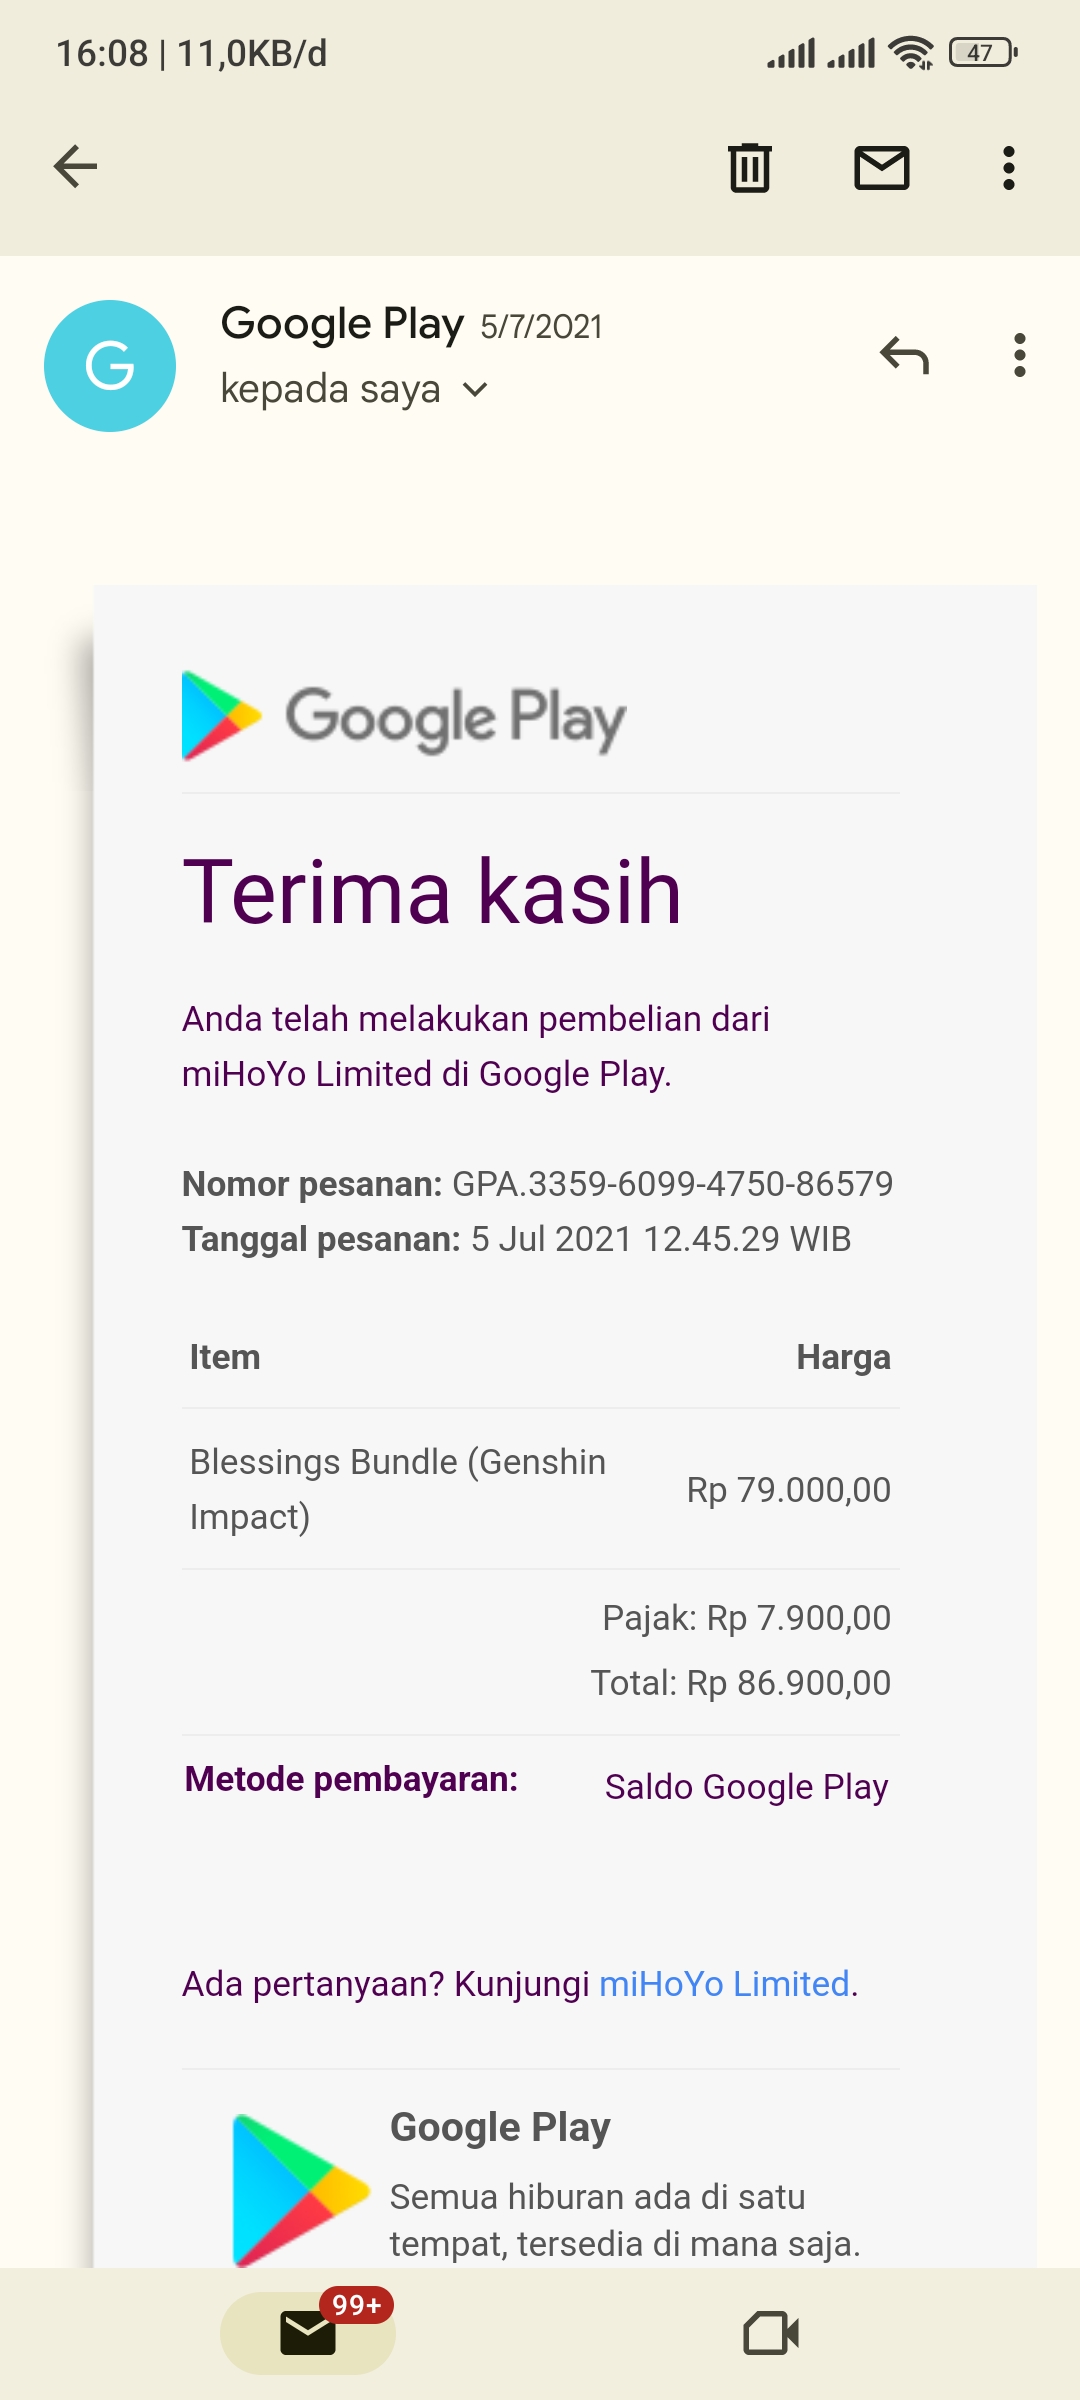 16:08 | 11,0KB/d
47
Google Play 5/7/2021
kepada saya
G
Google Play
Terima kasih
Anda telah melakukan pembelian dari
miHoYo Limited di Google Play.
Nomor pesanan: GPA.3359-6099-4750-86579
Tanggal pesanan: 5 Jul 2021 12.45.29 WIB
Item Harga
Blessings Bundle (Genshin
Impact)
Rp 79.000,00
Pajak: Rp 7.900,00
Total: Rp 86.900,00
Metode pembayaran: Saldo Google Play
Ada pertanyaan? Kunjungi miHoYo Limited.
Google Play
Semua hiburan ada di satu
tempat, tersedia di mana saja.
99+